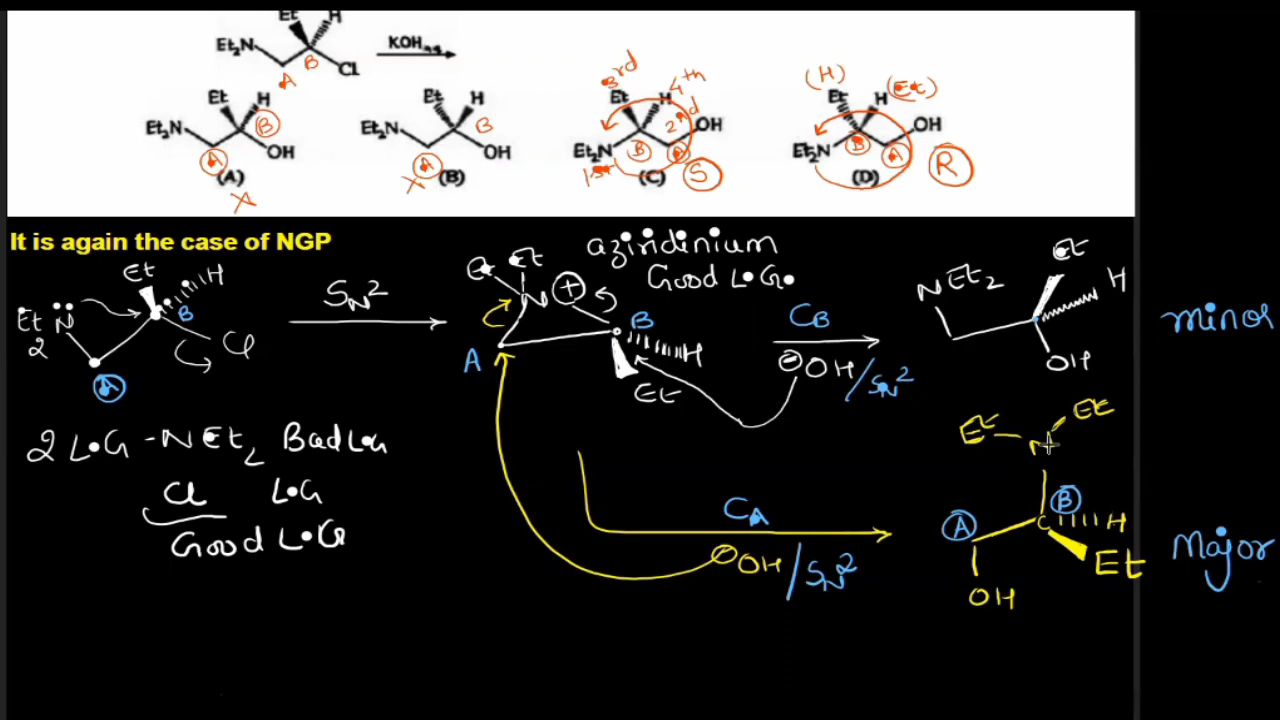 Et H
Et₂N B Cl KOH aq
A
3rd 4th (H) (Et)
Et H Et H Et H 2nd Et H
Et₂N B OH Et₂N B OH Et₂N B A OH Et₂N B A OH
A A 1st S R
(A) (B) (C) (D)
X X
It is again the case of NGP
aziridinium
Good L.G.
Et H SN² Et Et N + NEt₂ Et H
Et₂ N B Cl A B H CB OH minor
A Et ⊖OH/SN²
2 L.G - NEt₂ Bad L.G
Cl L.G
Good L.G
CA
⊖OH/SN²
Et N Et
A B C H Major
OH Et